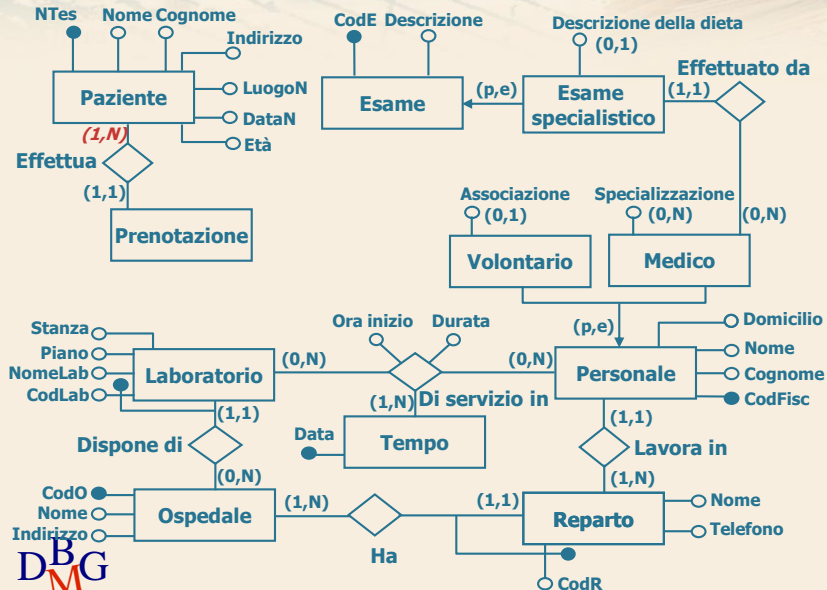 NTes
Nome Cognome
Indirizzo
Paziente
LuogoN
DataN
Età
(1,N)
Effettua
(1,1)
Prenotazione
CodE Descrizione
Esame
(p,e)
Descrizione della dieta
(0,1)
Esame
specialistico
Effettuato da
(1,1)
(0,N)
Associazione
(0,1)
Volontario
Specializzazione
(0,N)
Medico
(p,e)
Domicilio
Nome
Cognome
CodFisc
Personale
Stanza
Piano
NomeLab
CodLab
Laboratorio
(0,N)
Ora inizio
Durata
(0,N)
Di servizio in
(1,N)
Data
Tempo
(1,1)
Dispone di
(0,N)
(1,1)
Lavora in
(1,N)
CodO
Nome
Indirizzo
Ospedale
(1,N)
Ha
(1,1)
Reparto
Nome
Telefono
CodR
DBMG